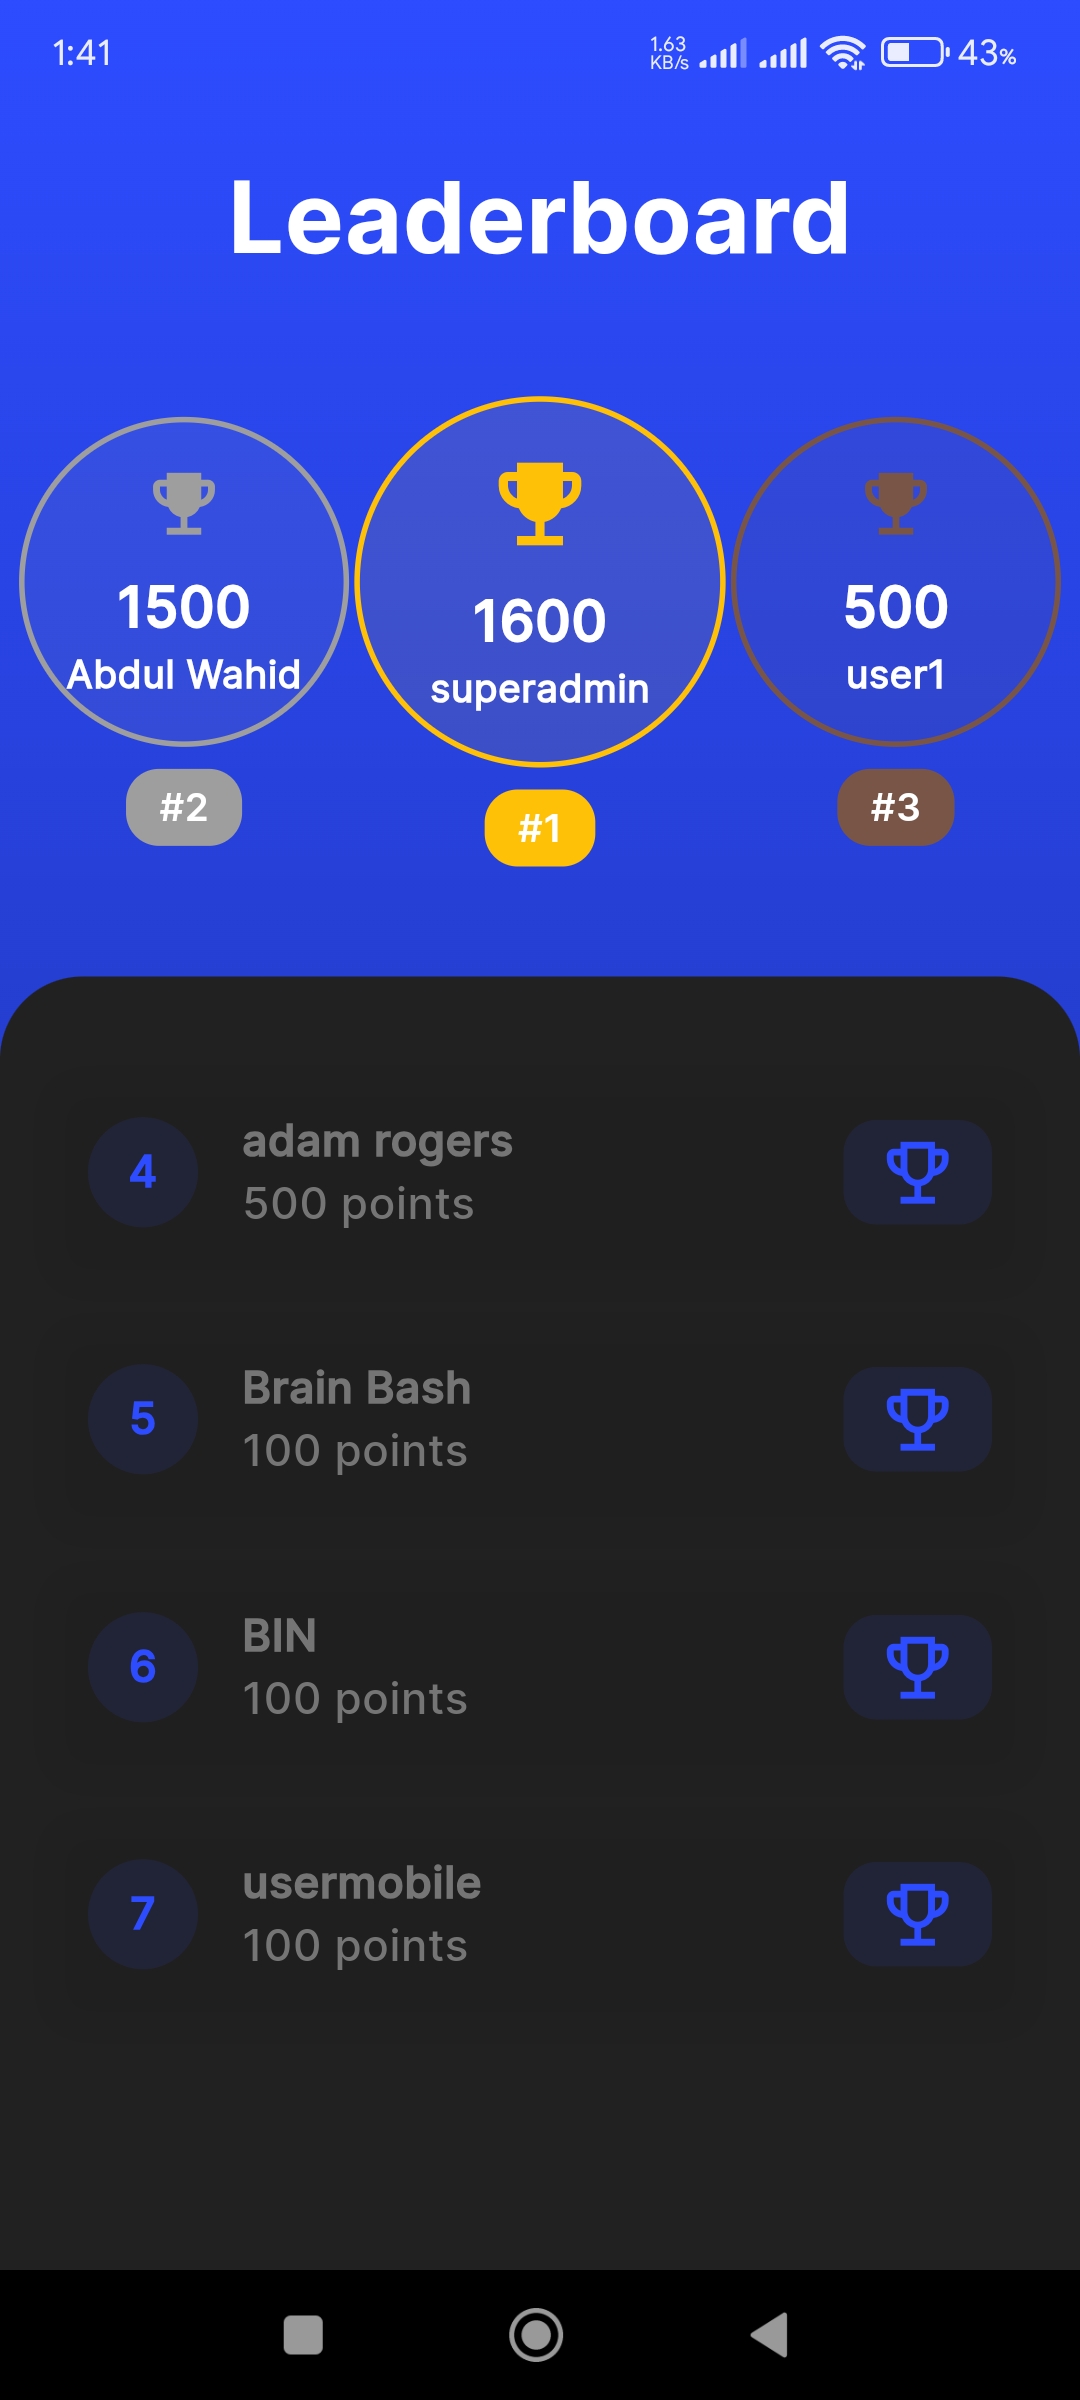 1:41
1.63
KB/s
43%
Leaderboard
1500
Abdul Wahid
#2
1600
superadmin
#1
500
user1
#3
4
adam rogers
500 points
5
Brain Bash
100 points
6
BIN
100 points
7
usermobile
100 points